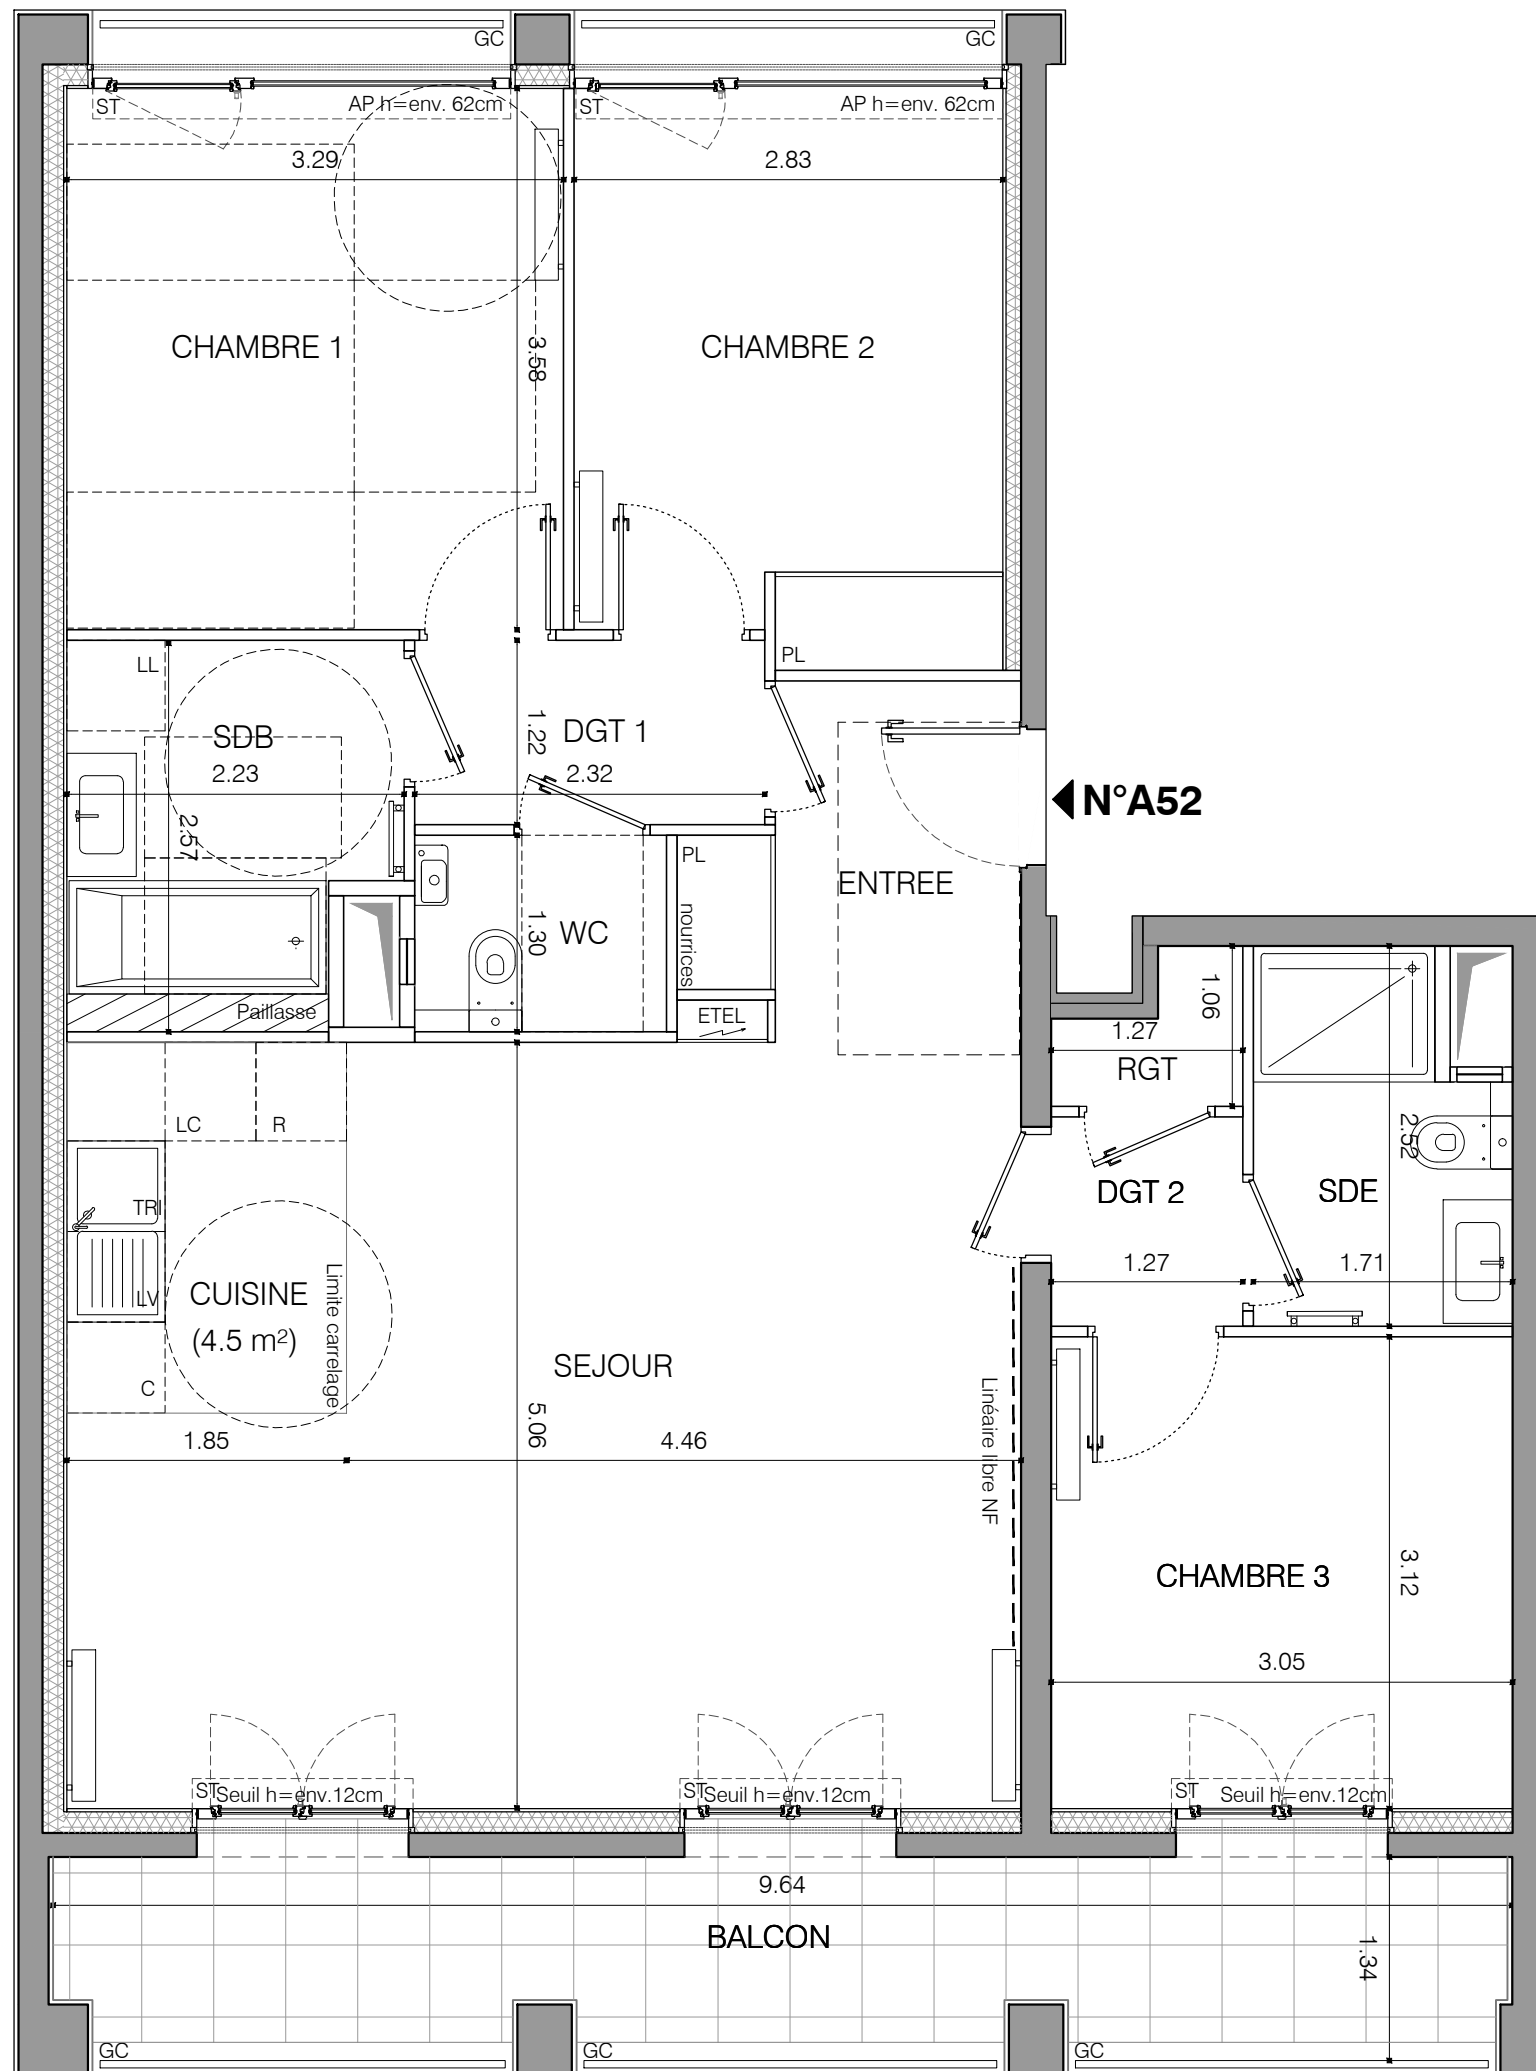 GC
GC
ST
AP h=env. 62cm
ST
AP h=env. 62cm
3.29
2.83
CHAMBRE 1
3.58
CHAMBRE 2
PL
LL
SDB
2.23
2.57
1.22
DGT 1
2.32
N°A52
PL
nourrices
ENTREE
1.30
WC
Paillasse
ETEL
1.06
1.27
RGT
LC
R
2.52
TRI
DGT 2
SDE
LV
CUISINE
(4.5 m²)
Limite carrelage
1.27
1.71
C
SEJOUR
Linéaire libre NF
1.85
5.06
4.46
CHAMBRE 3
3.12
3.05
ST
Seuil h=env.12cm
ST
Seuil h=env.12cm
ST
Seuil h=env.12cm
9.64
BALCON
1.34
GC
GC
GC